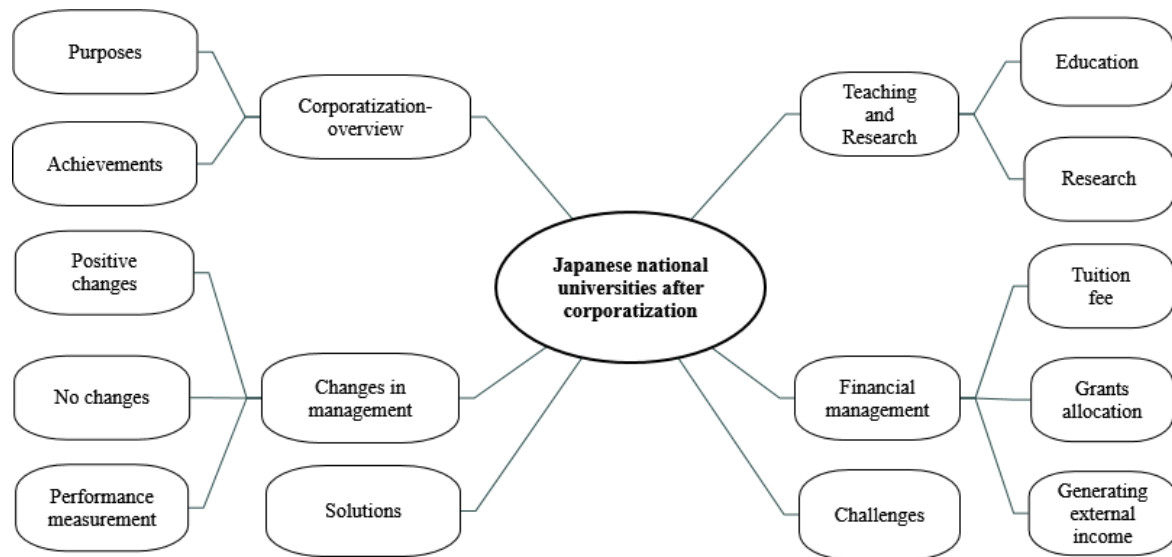 Purposes
Achievements
Corporatization-
overview
Positive
changes
No changes
Performance
measurement
Changes in
management
Solutions
Japanese national
universities after
corporatization
Teaching
and
Research
Education
Research
Financial
management
Tuition
fee
Grants
allocation
Generating
external
income
Challenges